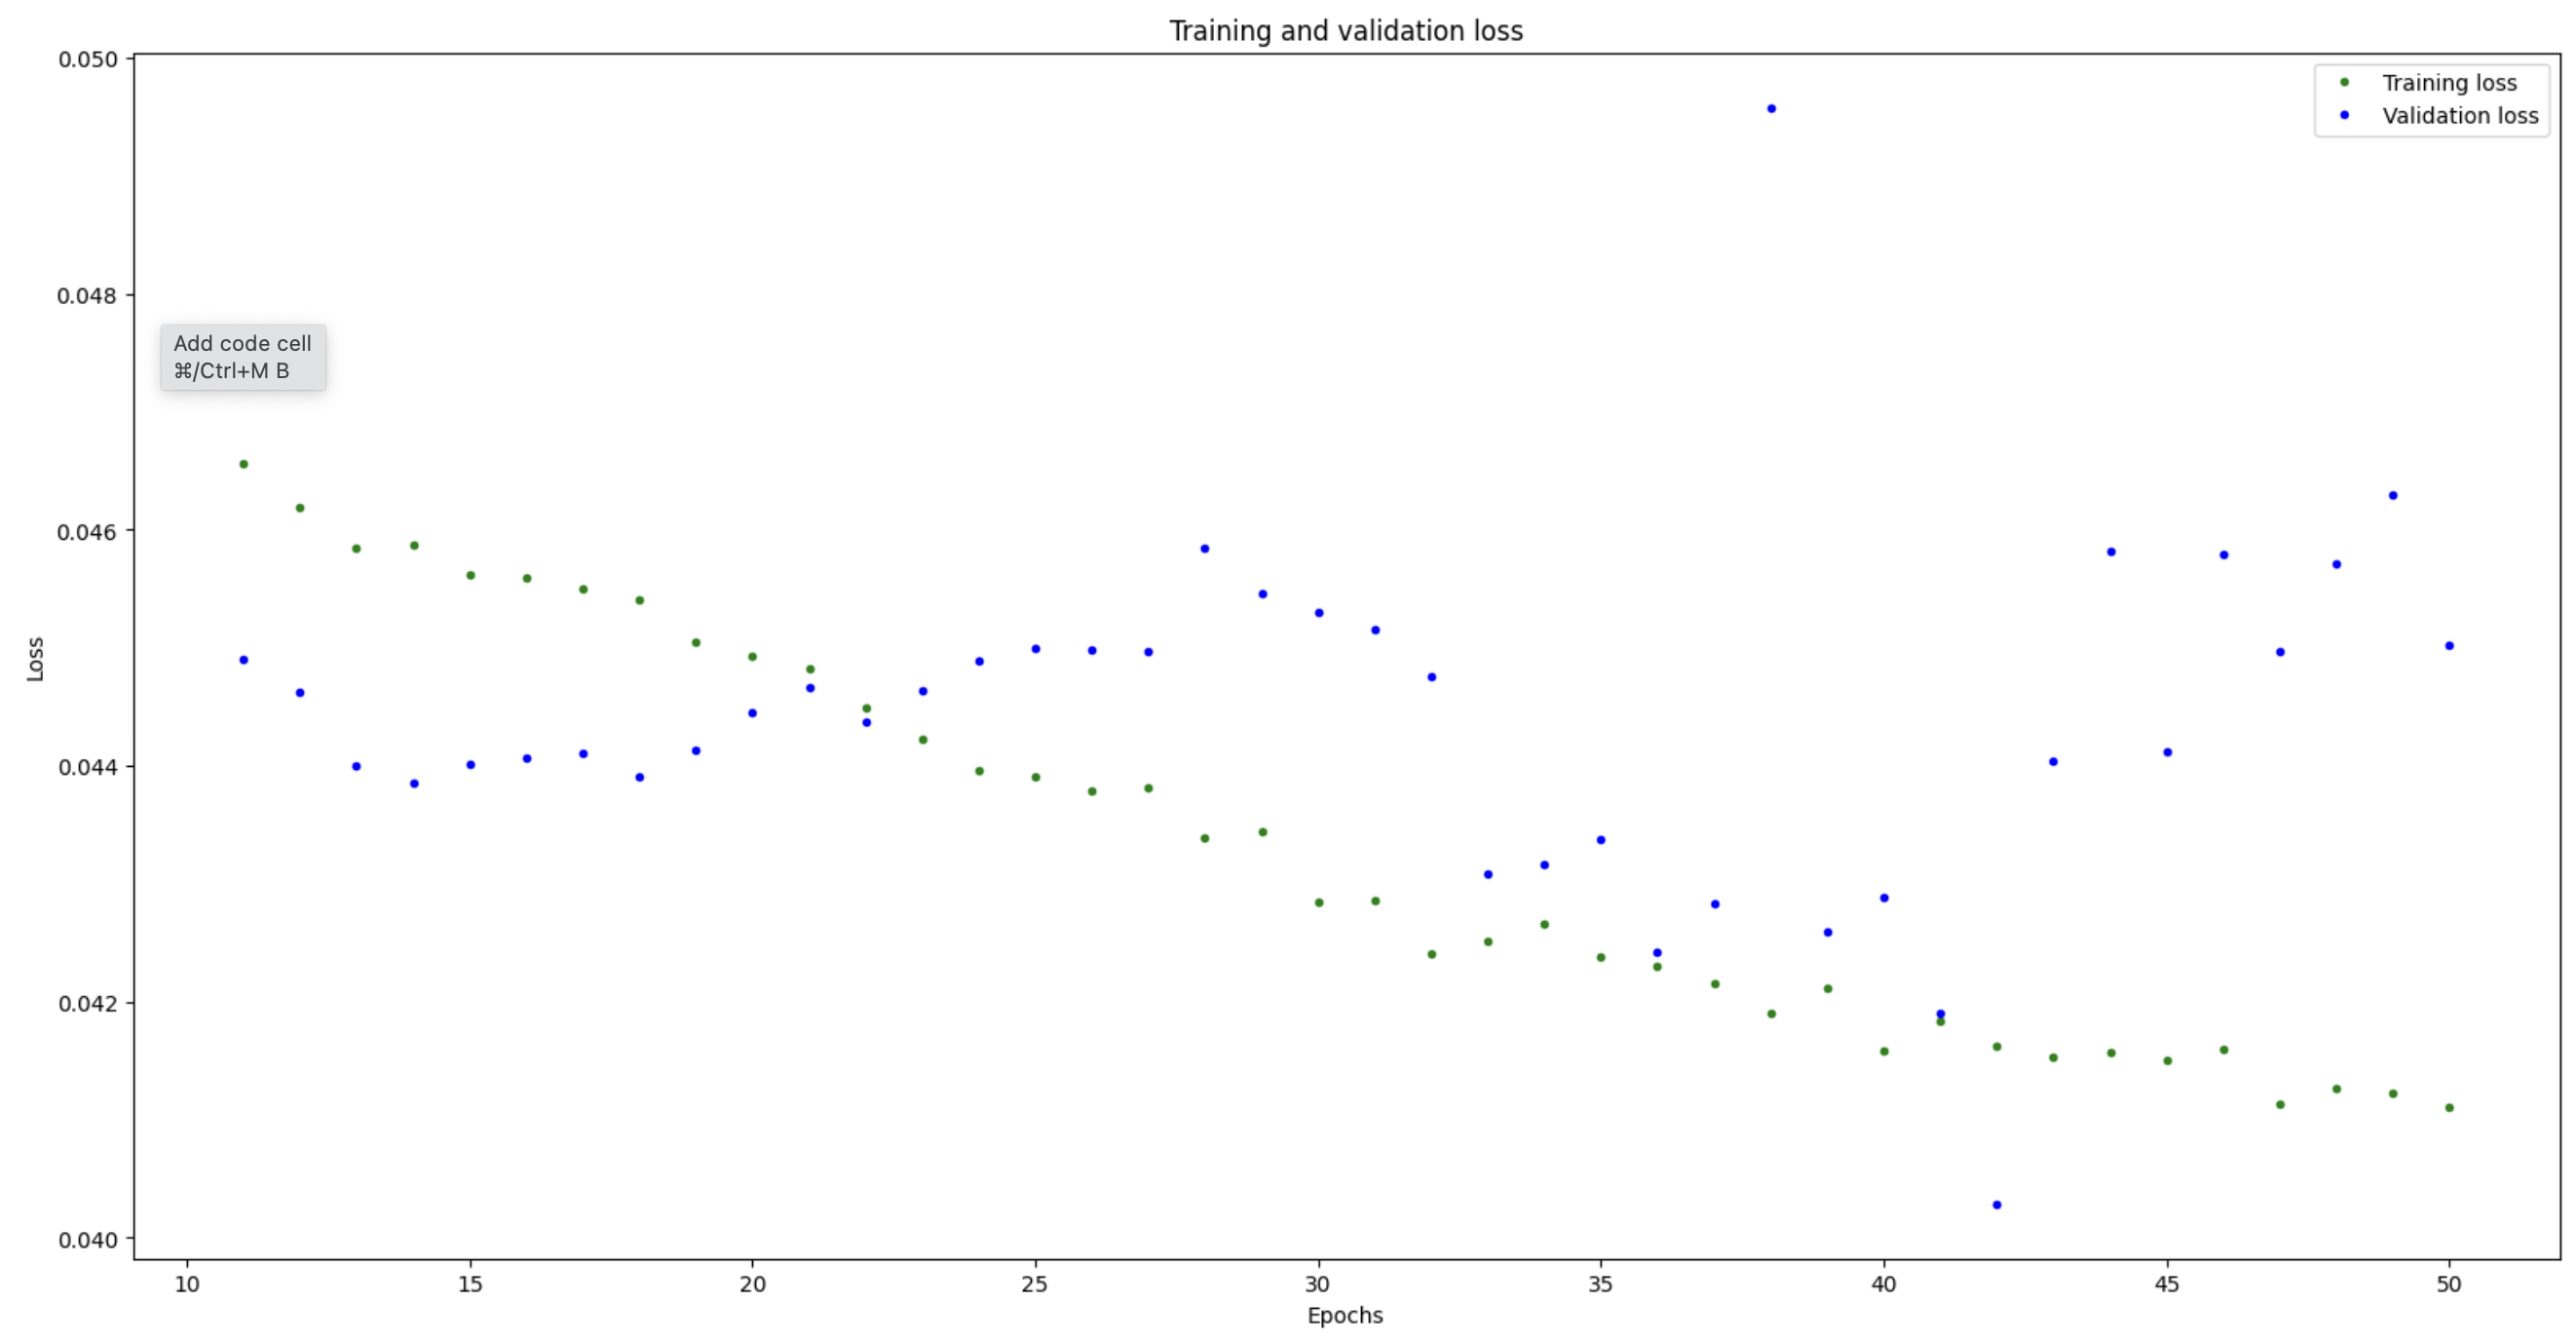 Training and validation loss
0.050
Training loss
Validation loss
0.048
Add code cell
⌘/Ctrl+M B
0.046
Loss
0.044
0.042
0.040
10 15 20 25 30 35 40 45 50
Epochs